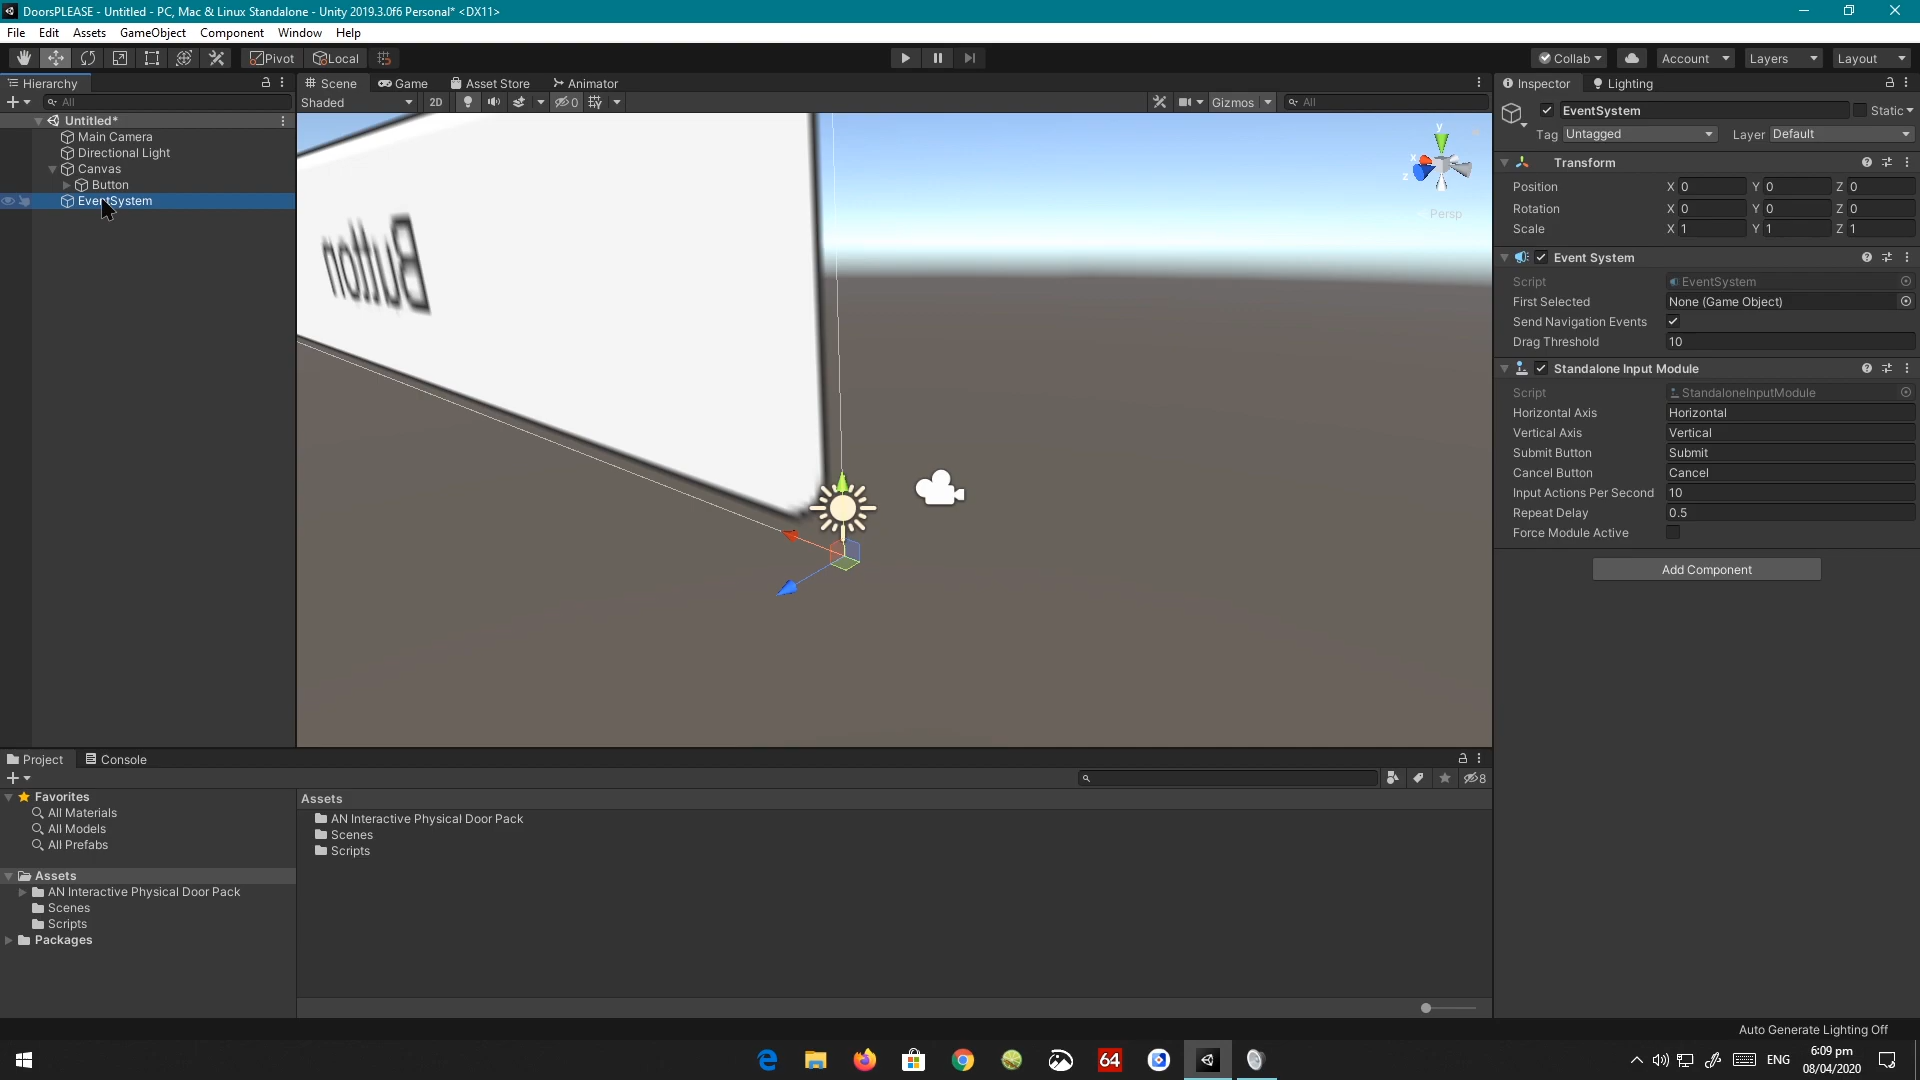 DoorsPLEASE - Untitled - PC, Mac & Linux Standalone - Unity 2019.3.0f6 Personal* <DX11>
File Edit Assets GameObject Component Window Help
Pivot Local Collab Account Layers Layout
Hierarchy
All
Untitled*
Main Camera
Directional Light
Canvas
Button
EventSystem
Scene Game Asset Store Animator
Shaded 2D 0 Gizmos All
Button
y
x
z
Persp
Inspector Lighting
EventSystem Static
Tag Untagged Layer Default
Transform
Position X 0 Y 0 Z 0
Rotation X 0 Y 0 Z 0
Scale X 1 Y 1 Z 1
Event System
Script EventSystem
First Selected None (Game Object)
Send Navigation Events
Drag Threshold 10
Standalone Input Module
Script StandaloneInputModule
Horizontal Axis Horizontal
Vertical Axis Vertical
Submit Button Submit
Cancel Button Cancel
Input Actions Per Second 10
Repeat Delay 0.5
Force Module Active
Add Component
Project Console
8
Favorites
All Materials
All Models
All Prefabs
Assets
AN Interactive Physical Door Pack
Scenes
Scripts
Packages
Assets
AN Interactive Physical Door Pack
Scenes
Scripts
Auto Generate Lighting Off
64
ENG
6:09 pm
08/04/2020